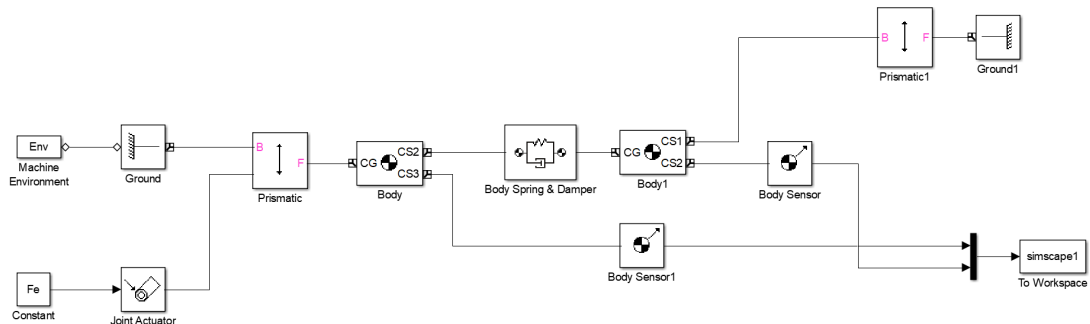 B
F
Prismatic1
Ground1
Env
Machine
Environment
Ground
B
F
Prismatic
CG
CS2
CS3
Body
Body Spring & Damper
CG
CS1
CS2
Body1
Body Sensor
Body Sensor1
simscape1
To Workspace
Fe
Constant
Joint Actuator